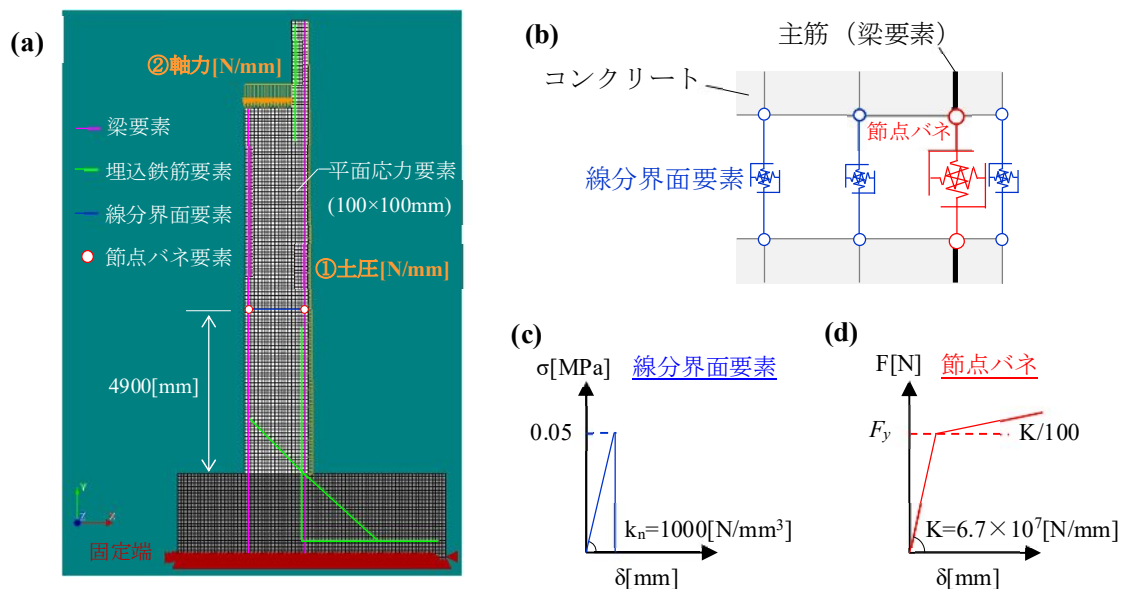 (a)
②軸力[N/mm]
梁要素
埋込鉄筋要素
線分界面要素
節点バネ要素
平面応力要素
(100×100mm)
①土圧[N/mm]
4900[mm]
Y
Z
X
固定端
(b)
主筋（梁要素）
コンクリート
節点バネ
線分界面要素
(c)
σ[MPa]
線分界面要素
0.05
kn=1000[N/mm³]
δ[mm]
(d)
F[N]
節点バネ
Fy
K/100
K=6.7×10⁷[N/mm]
δ[mm]